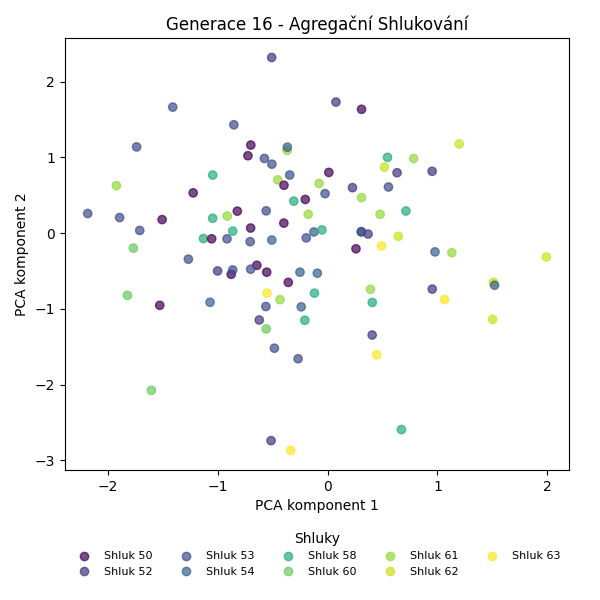 Generace 16 - Agregační Shlukování
PCA komponent 2
2
1
0
−1
−2
−3
−2
−1
0
1
2
PCA komponent 1
Shluky
Shluk 50
Shluk 52
Shluk 53
Shluk 54
Shluk 58
Shluk 60
Shluk 61
Shluk 62
Shluk 63